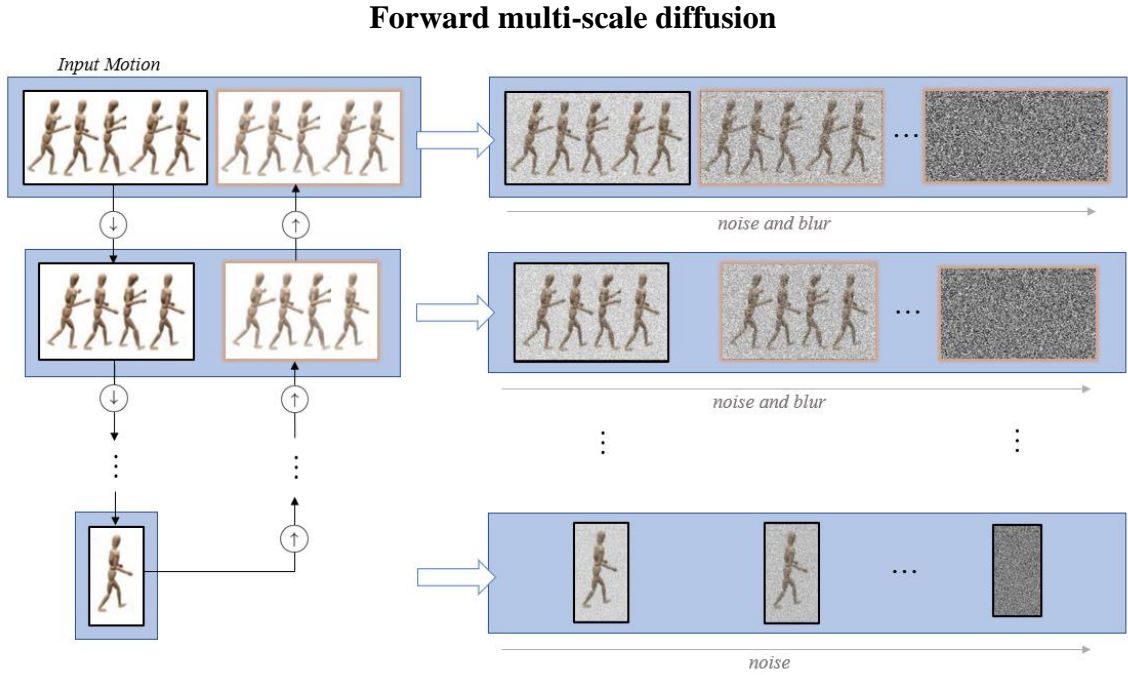 Forward multi-scale diffusion
Input Motion
↓
↑
...
noise and blur
↓
↑
...
noise and blur
⋮
⋮
⋮
⋮
↑
...
noise